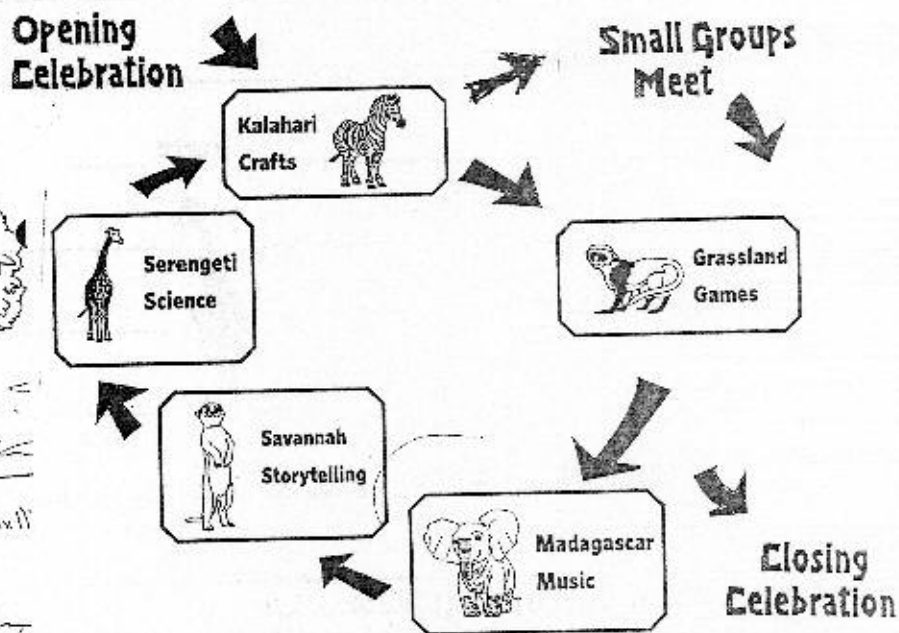 Opening
Celebration
Small Groups
Meet
Kalahari
Crafts
Serengeti
Science
Grassland
Games
Savannah
Storytelling
Madagascar
Music
Closing
Celebration